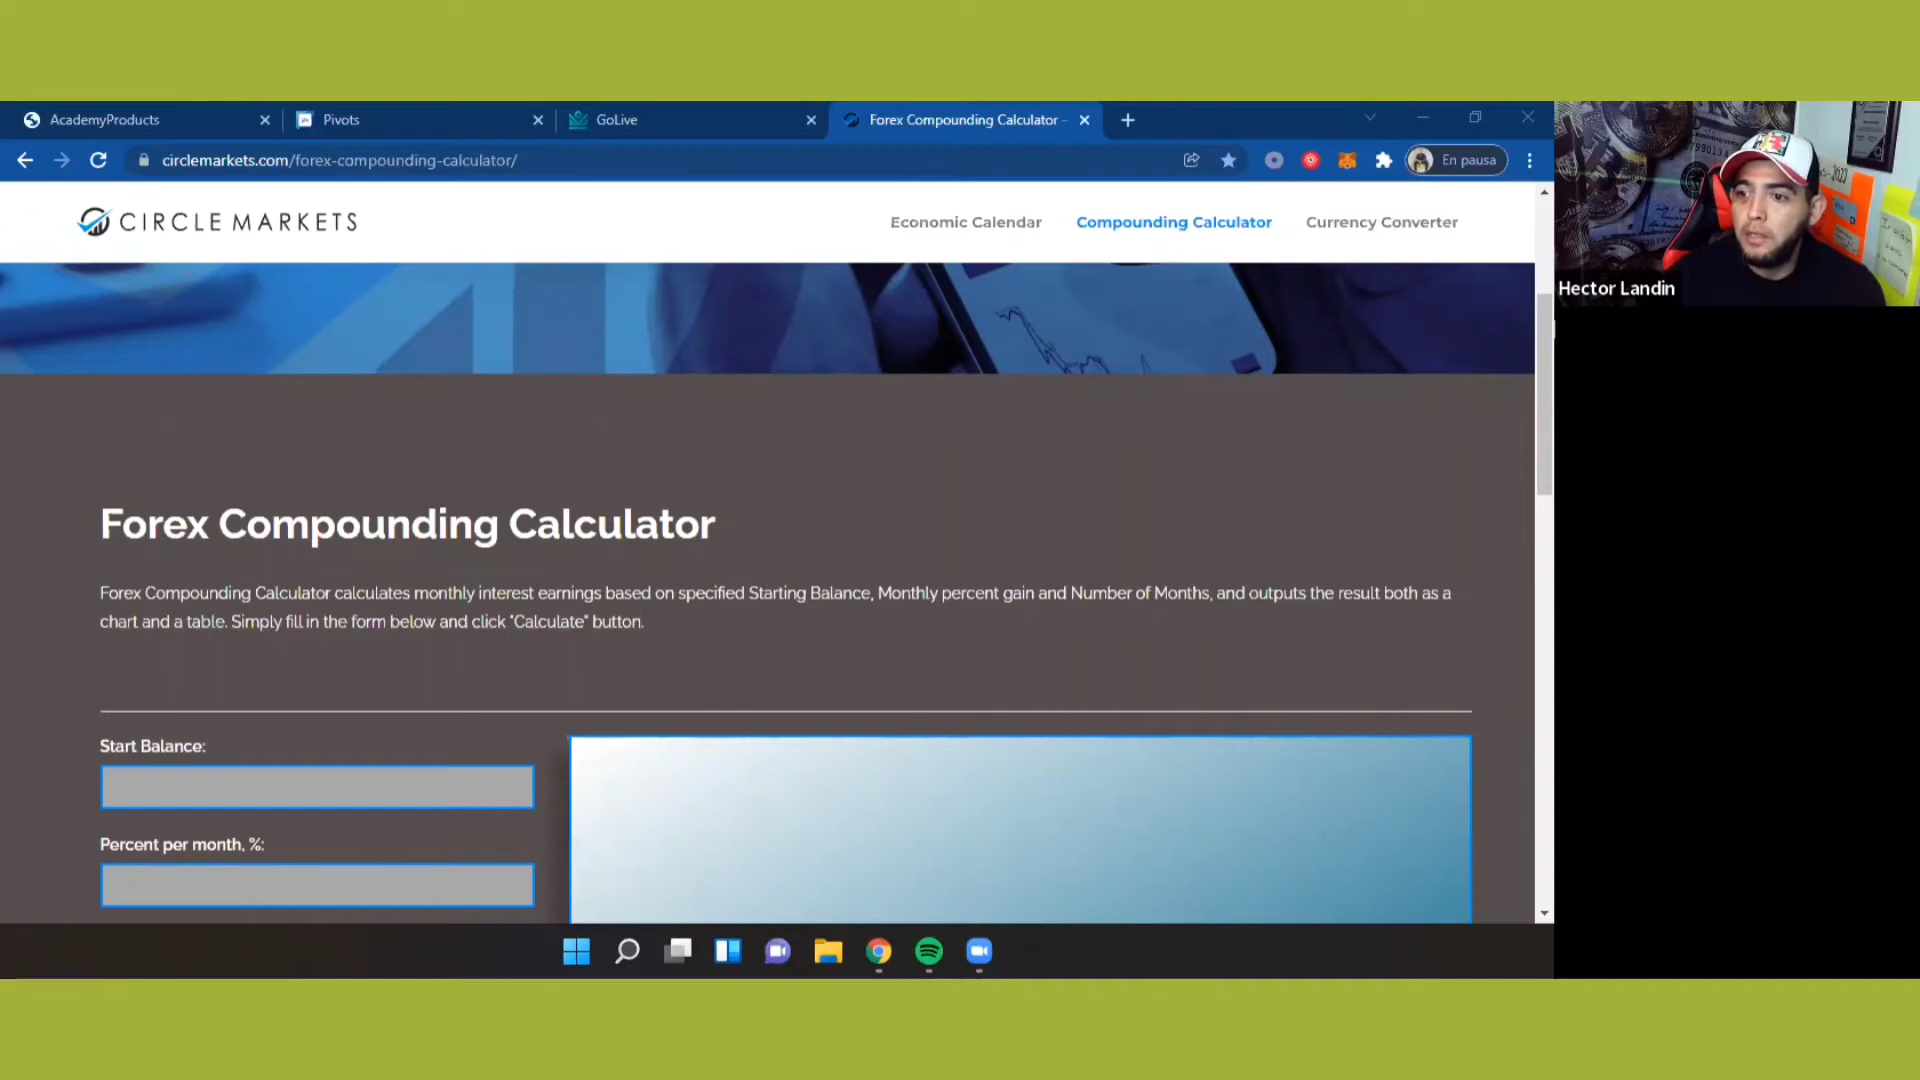 AcademyProducts
Pivots
GoLive
Forex Compounding Calculator -
circlemarkets.com/forex-compounding-calculator/
En pausa
CIRCLE MARKETS
Economic Calendar
Compounding Calculator
Currency Converter
Hector Landin
Forex Compounding Calculator
Forex Compounding Calculator calculates monthly interest earnings based on specified Starting Balance, Monthly percent gain and Number of Months, and outputs the result both as a
chart and a table. Simply fill in the form below and click "Calculate" button.
Start Balance:
Percent per month, %: